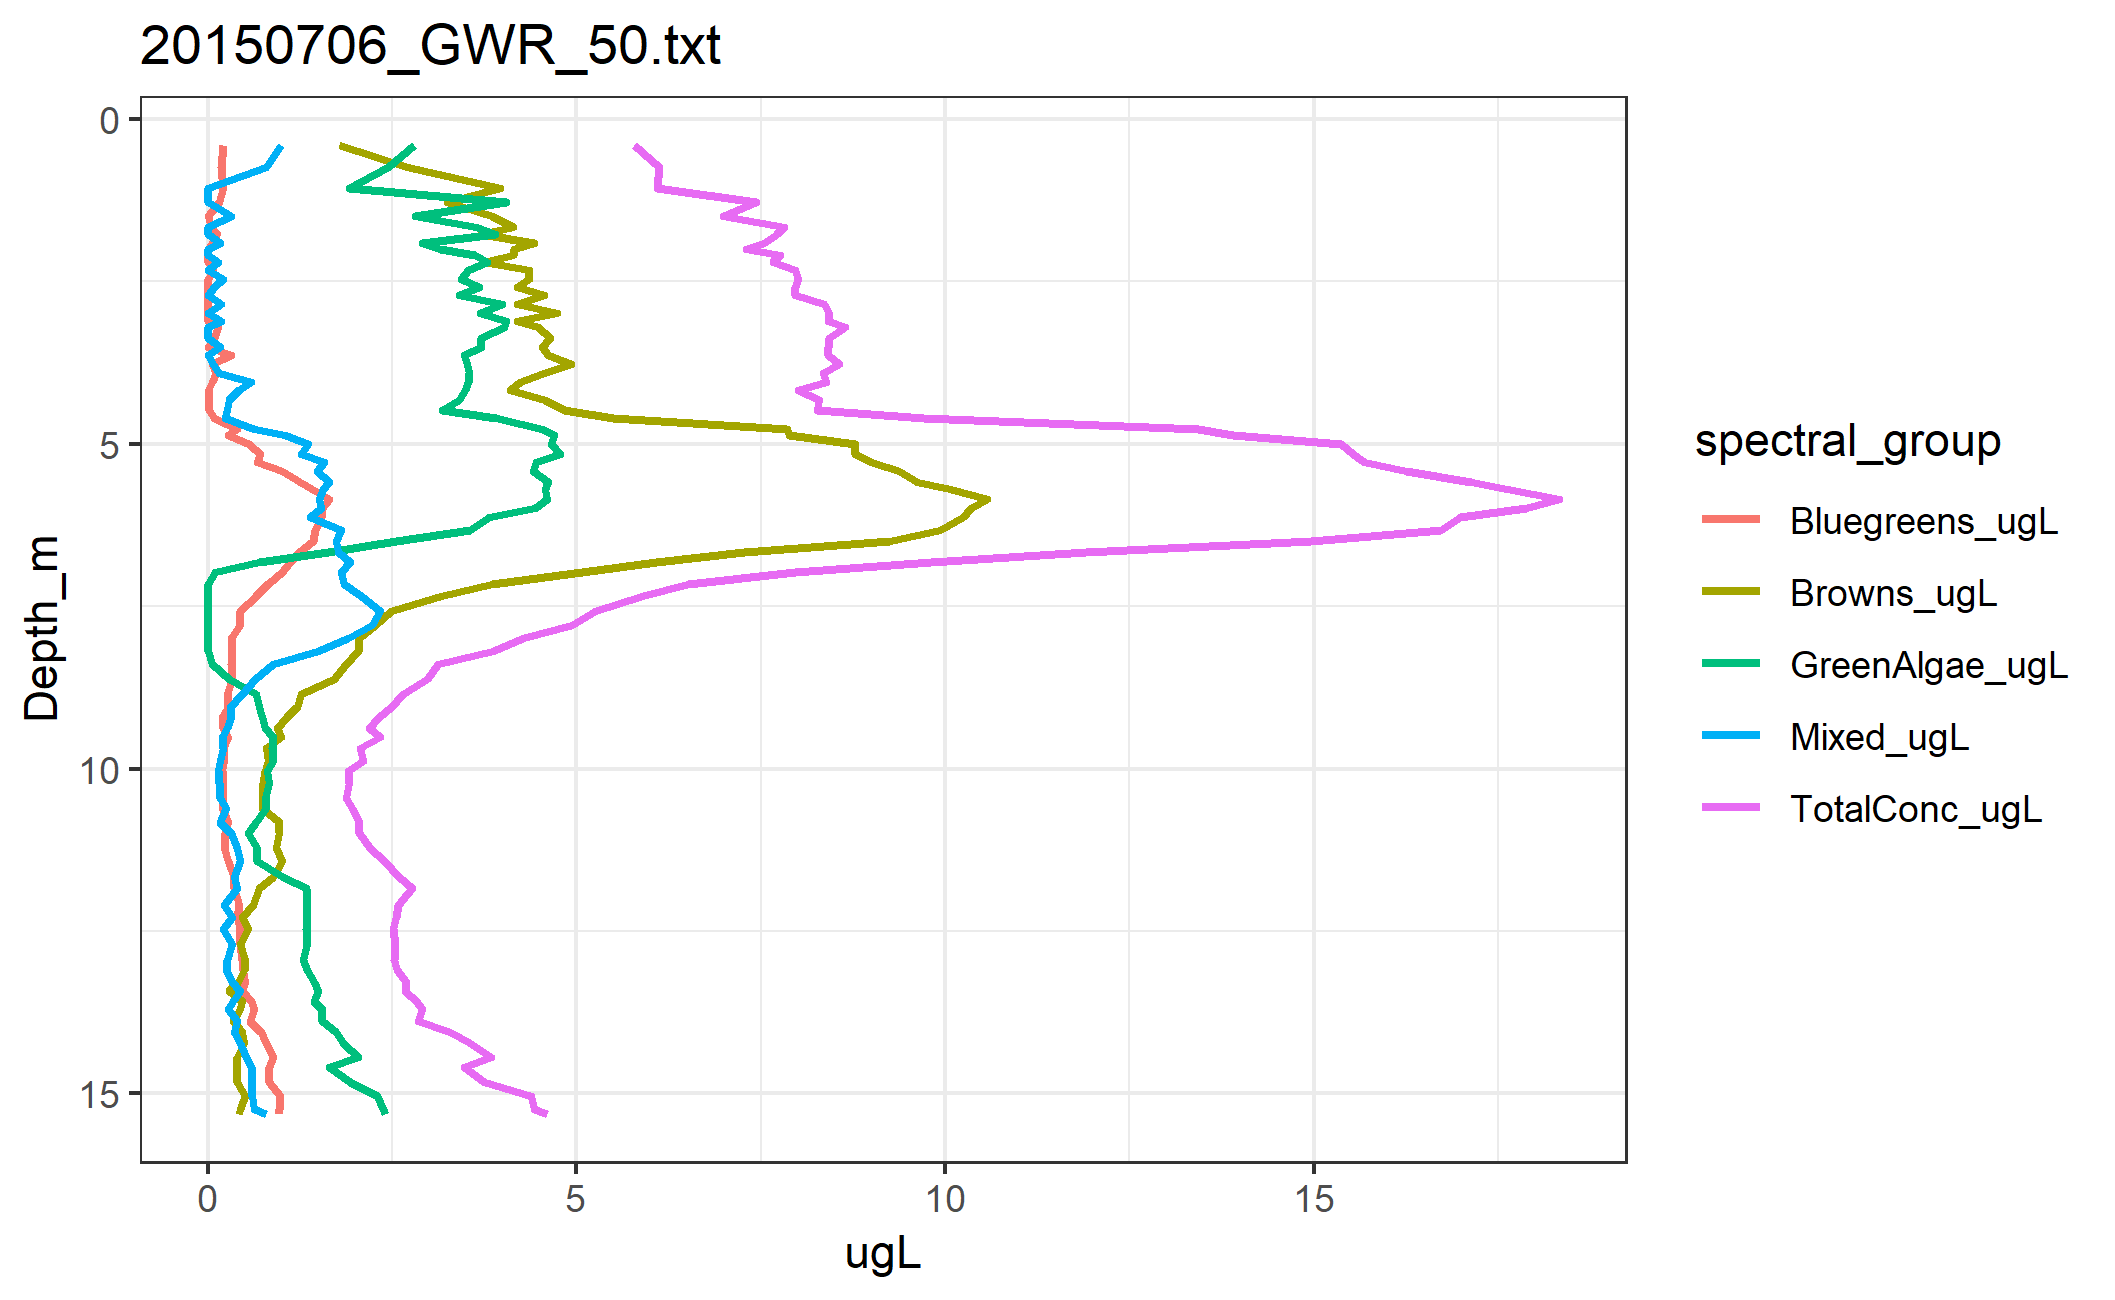 20150706_GWR_50.txt
0
5
10
15
Depth_m
0
5
10
15
ugL
spectral_group
Bluegreens_ugL
Browns_ugL
GreenAlgae_ugL
Mixed_ugL
TotalConc_ugL